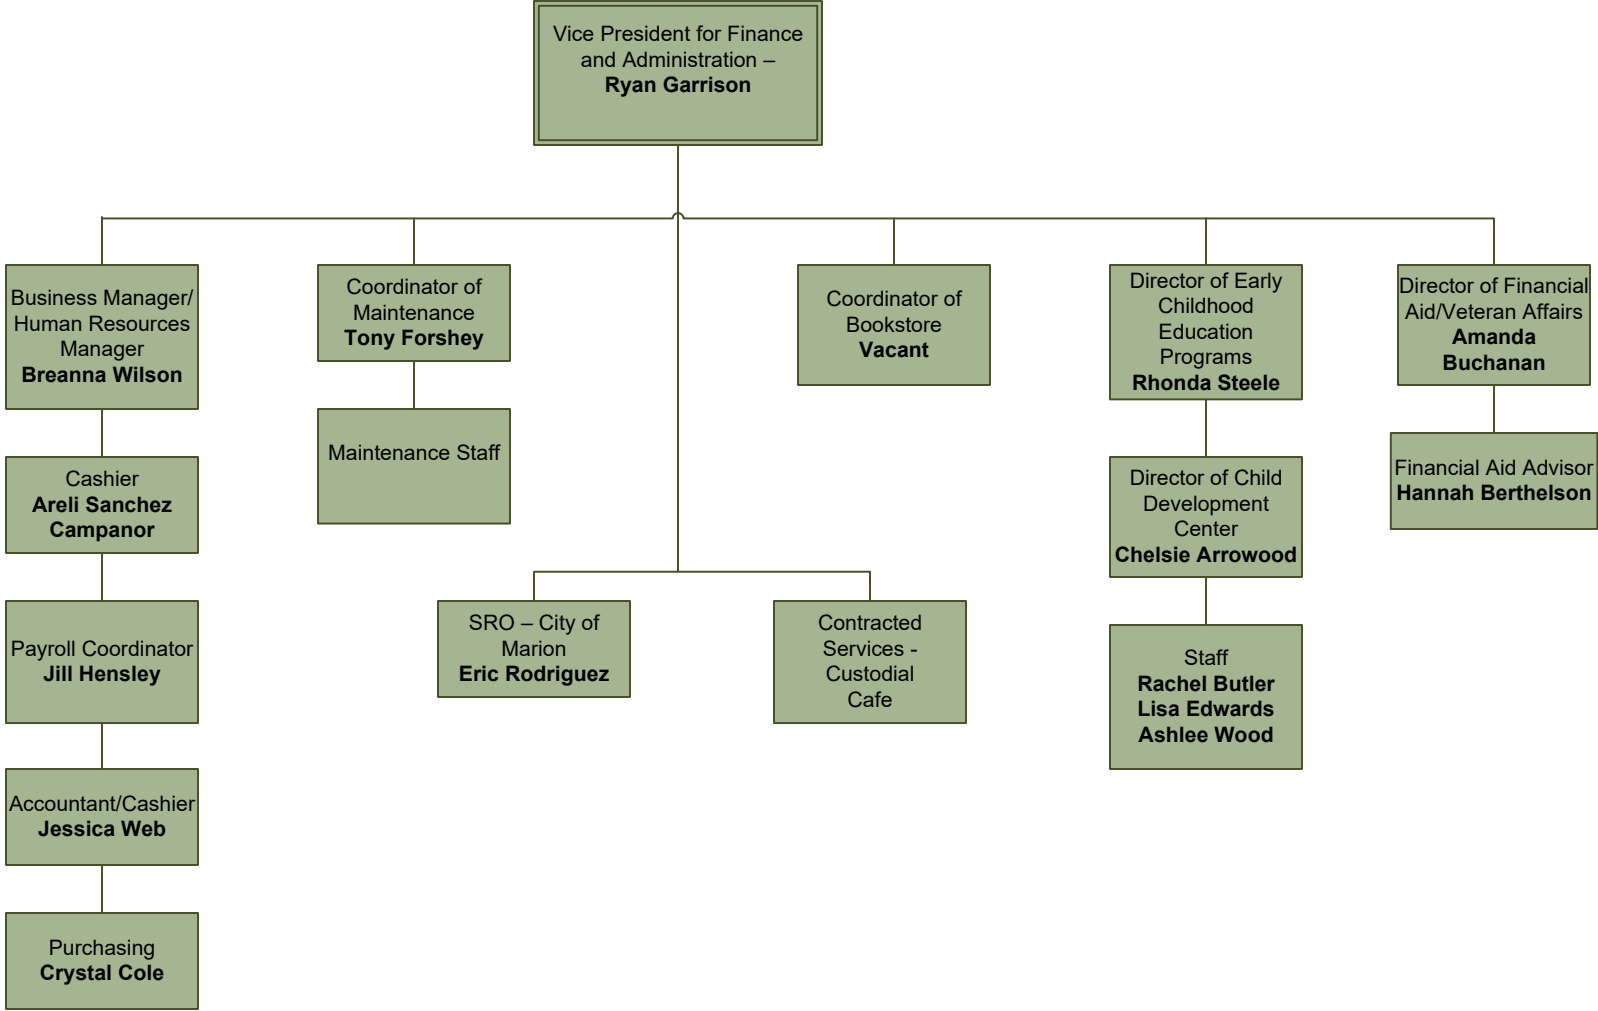 Vice President for Finance
and Administration –
Ryan Garrison
Business Manager/
Human Resources
Manager
Breanna Wilson
Coordinator of
Maintenance
Tony Forshey
Coordinator of
Bookstore
Vacant
Director of Early
Childhood
Education
Programs
Rhonda Steele
Director of Financial
Aid/Veteran Affairs
Amanda
Buchanan
Cashier
Areli Sanchez
Campanor
Maintenance Staff
Director of Child
Development
Center
Chelsie Arrowood
Financial Aid Advisor
Hannah Berthelson
Payroll Coordinator
Jill Hensley
SRO – City of
Marion
Eric Rodriguez
Contracted
Services -
Custodial
Cafe
Staff
Rachel Butler
Lisa Edwards
Ashlee Wood
Accountant/Cashier
Jessica Web
Purchasing
Crystal Cole